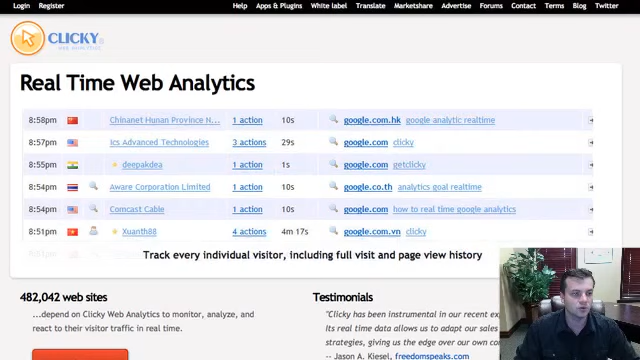 Login Register Help Apps & Plugins White label Translate Marketshare Advertise Forums Contact Terms Blog Twitter
CLICKY
WEB ANALYTICS
Real Time Web Analytics
8:58pm Chinanet Hunan Province N... 1 action 10s google.com.hk google analytic realtime
8:57pm Ics Advanced Technologies 3 actions 29s google.com clicky
8:55pm deepakdea 1 action 1s google.com getclicky
8:54pm Aware Corporation Limited 1 action 10s google.co.th analytics goal realtime
8:54pm Comcast Cable 1 action 10s google.com how to real time google analytics
8:51pm Xuanth88 4 actions 4m 17s google.com.vn clicky
Track every individual visitor, including full visit and page view history
482,042 web sites
...depend on Clicky Web Analytics to monitor, analyze, and
react to their visitor traffic in real time.
Testimonials
"Clicky has been instrumental in our recent exp
Its real time data allows us to adapt our sales
strategies, giving us the edge over our own com
-- Jason A. Kiesel, freedomspeaks.com